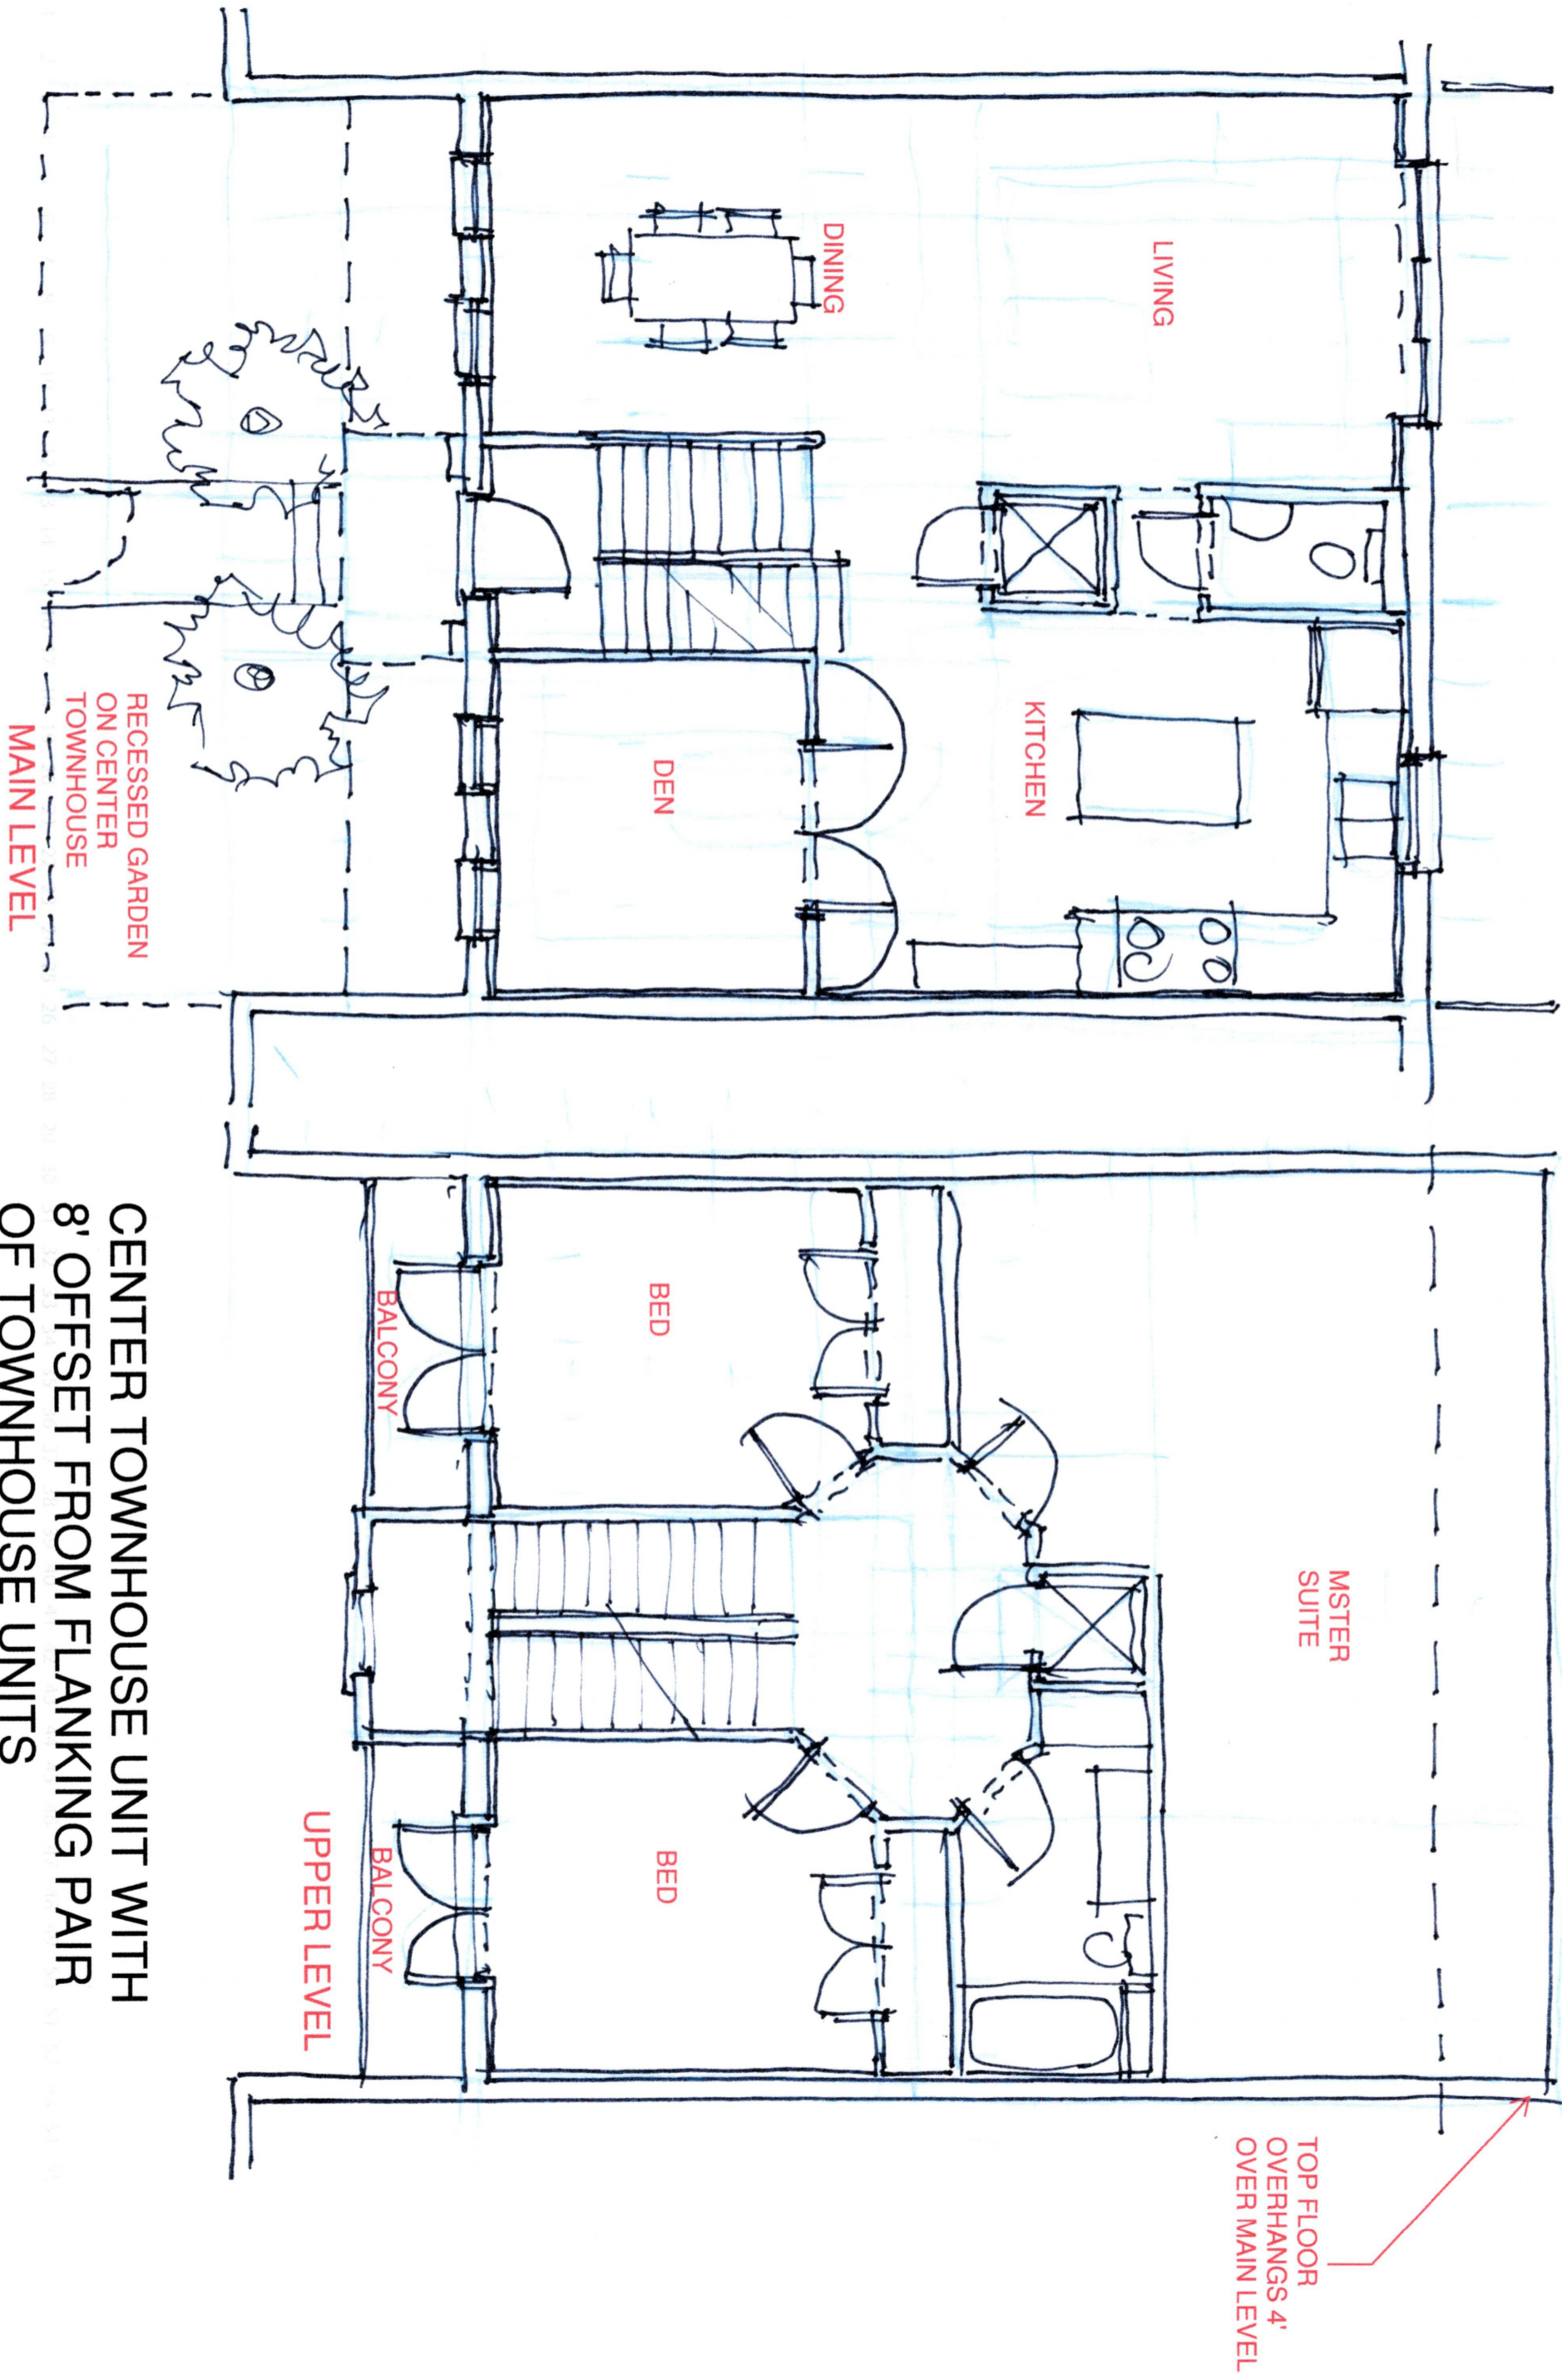 LIVING
DINING
KITCHEN
DEN
RECESSED GARDEN
ON CENTER
TOWNHOUSE
MAIN LEVEL
MSTER
SUITE
BED
BED
BALCONY
BALCONY
UPPER LEVEL
TOP FLOOR
OVERHANGS 4'
OVER MAIN LEVEL
CENTER TOWNHOUSE UNIT WITH
8' OFFSET FROM FLANKING PAIR
OF TOWNHOUSE UNITS